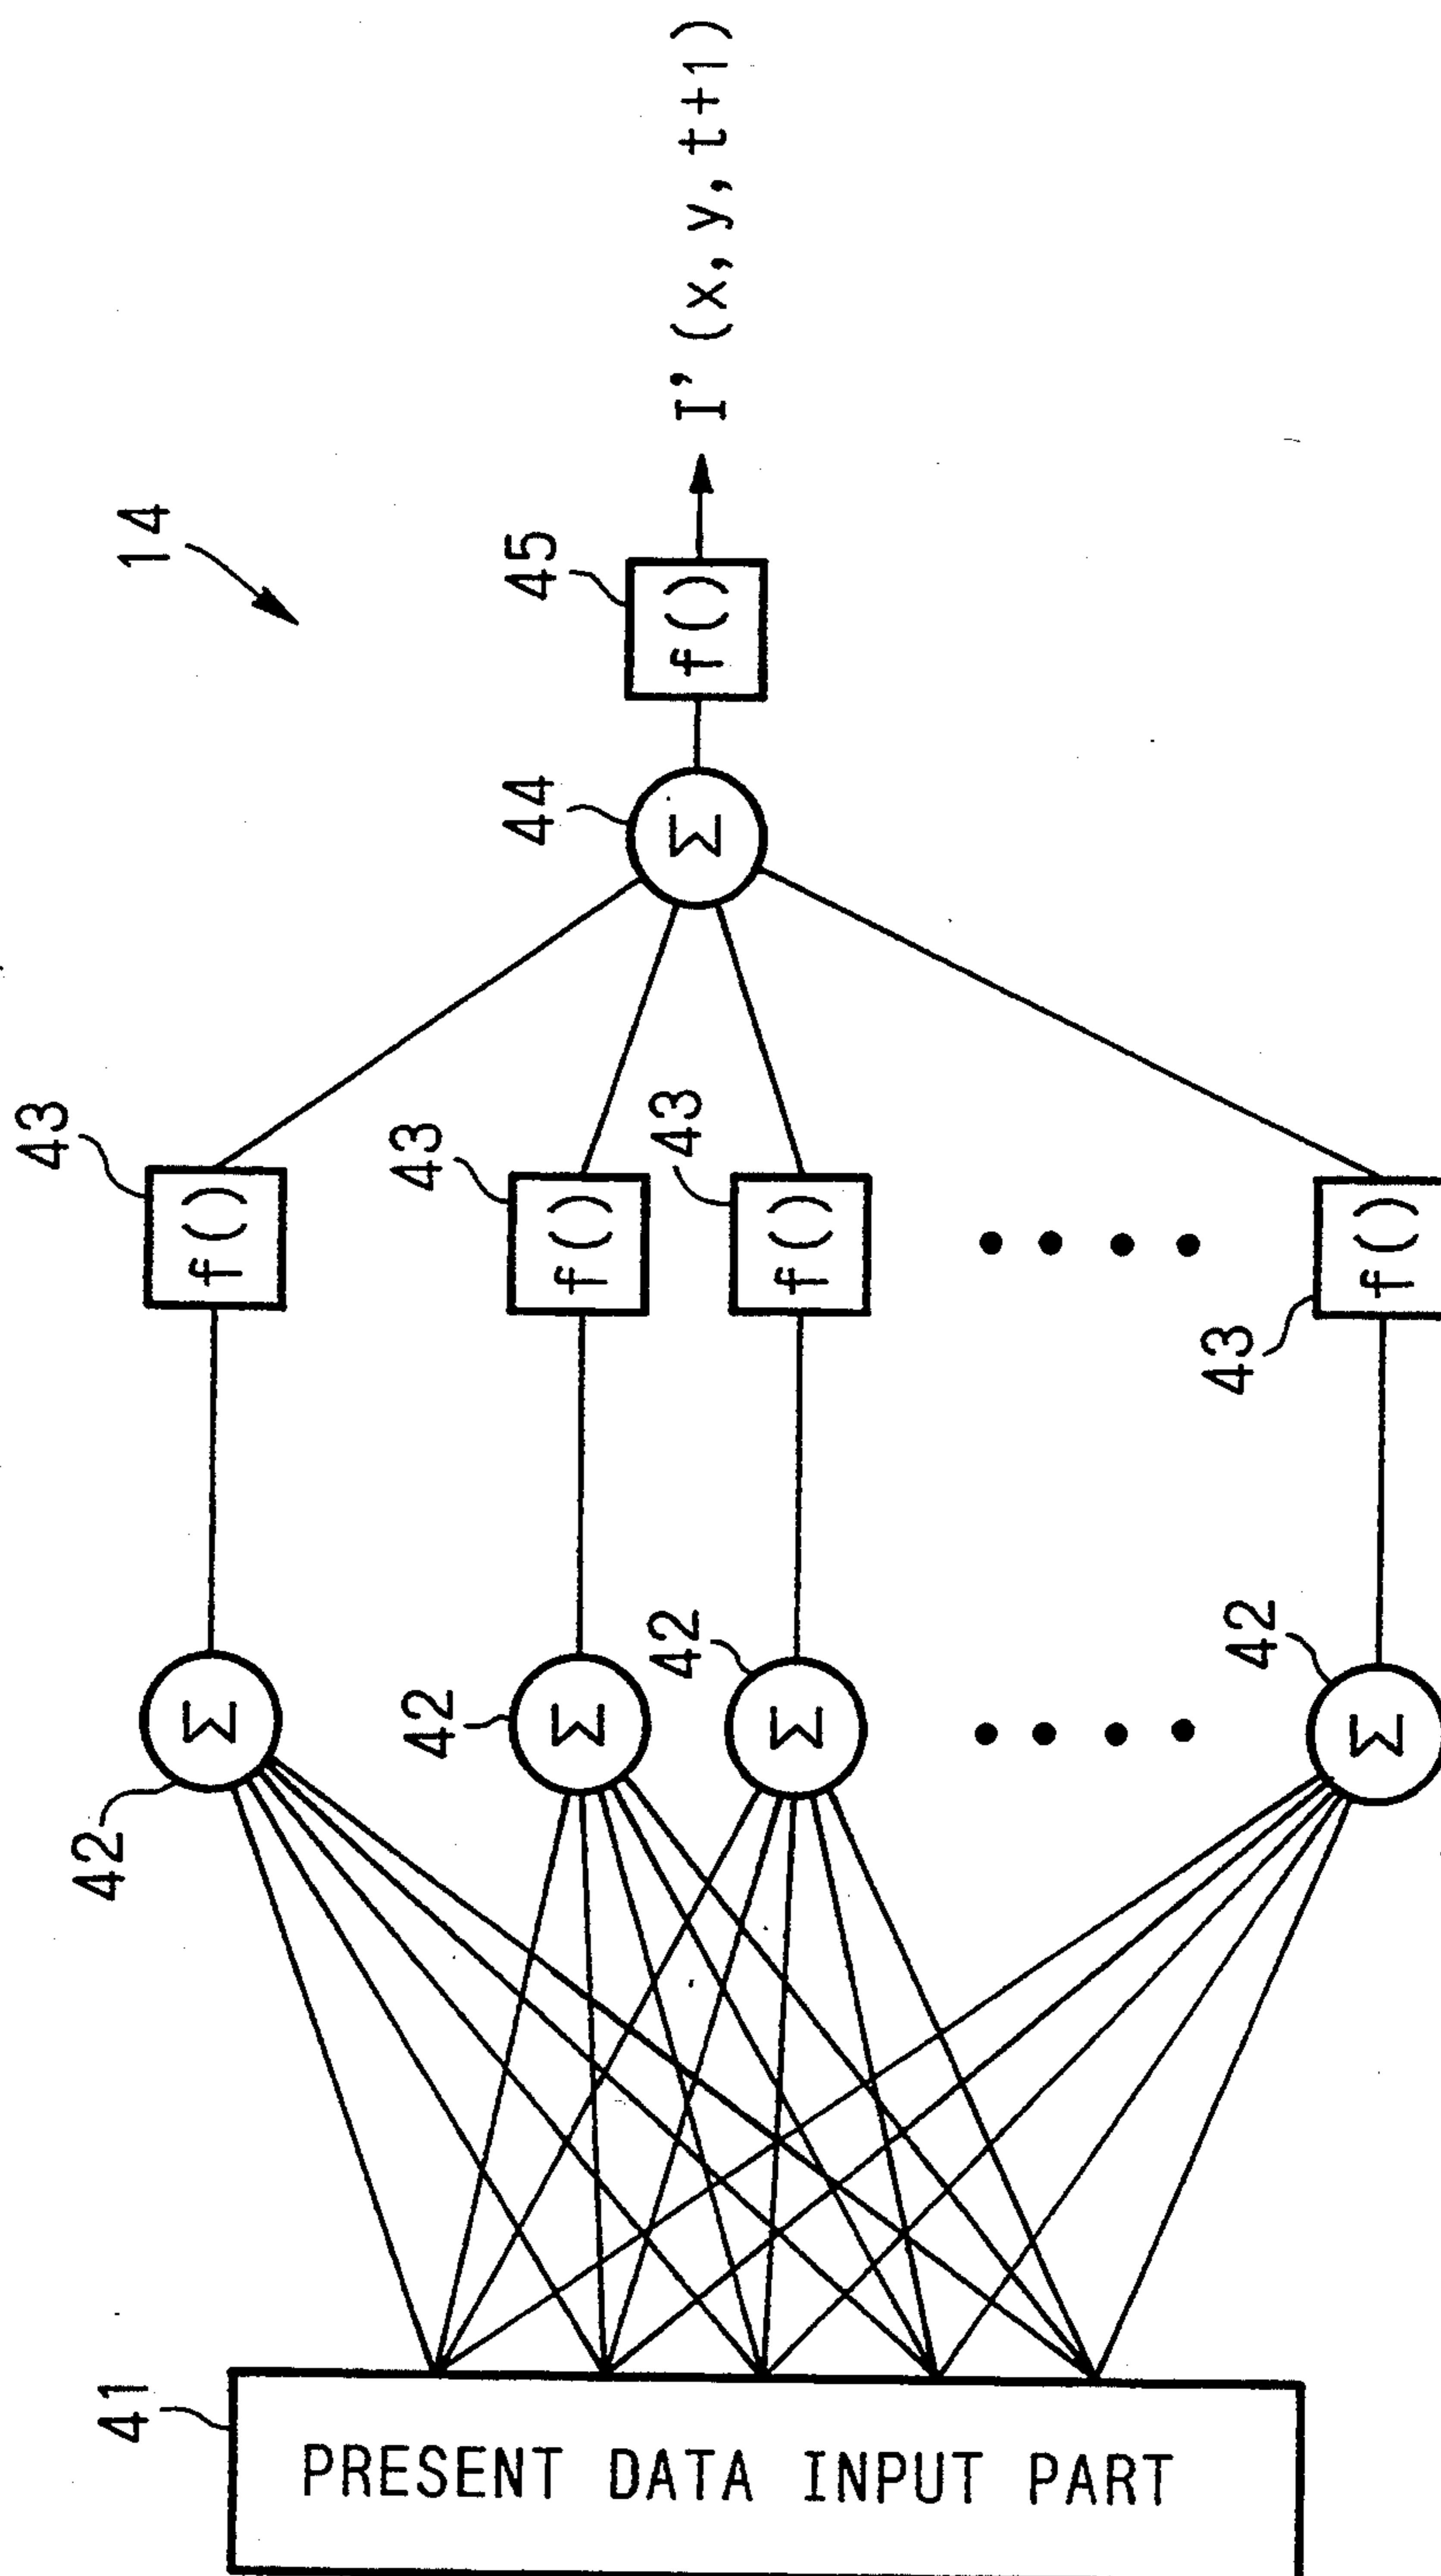 14
43
f()
42
Σ
43
f()
42
Σ
43
f()
42
Σ
43
f()
42
Σ
44
Σ
45
f()
I'(x,y,t+1)
41
PRESENT DATA INPUT PART